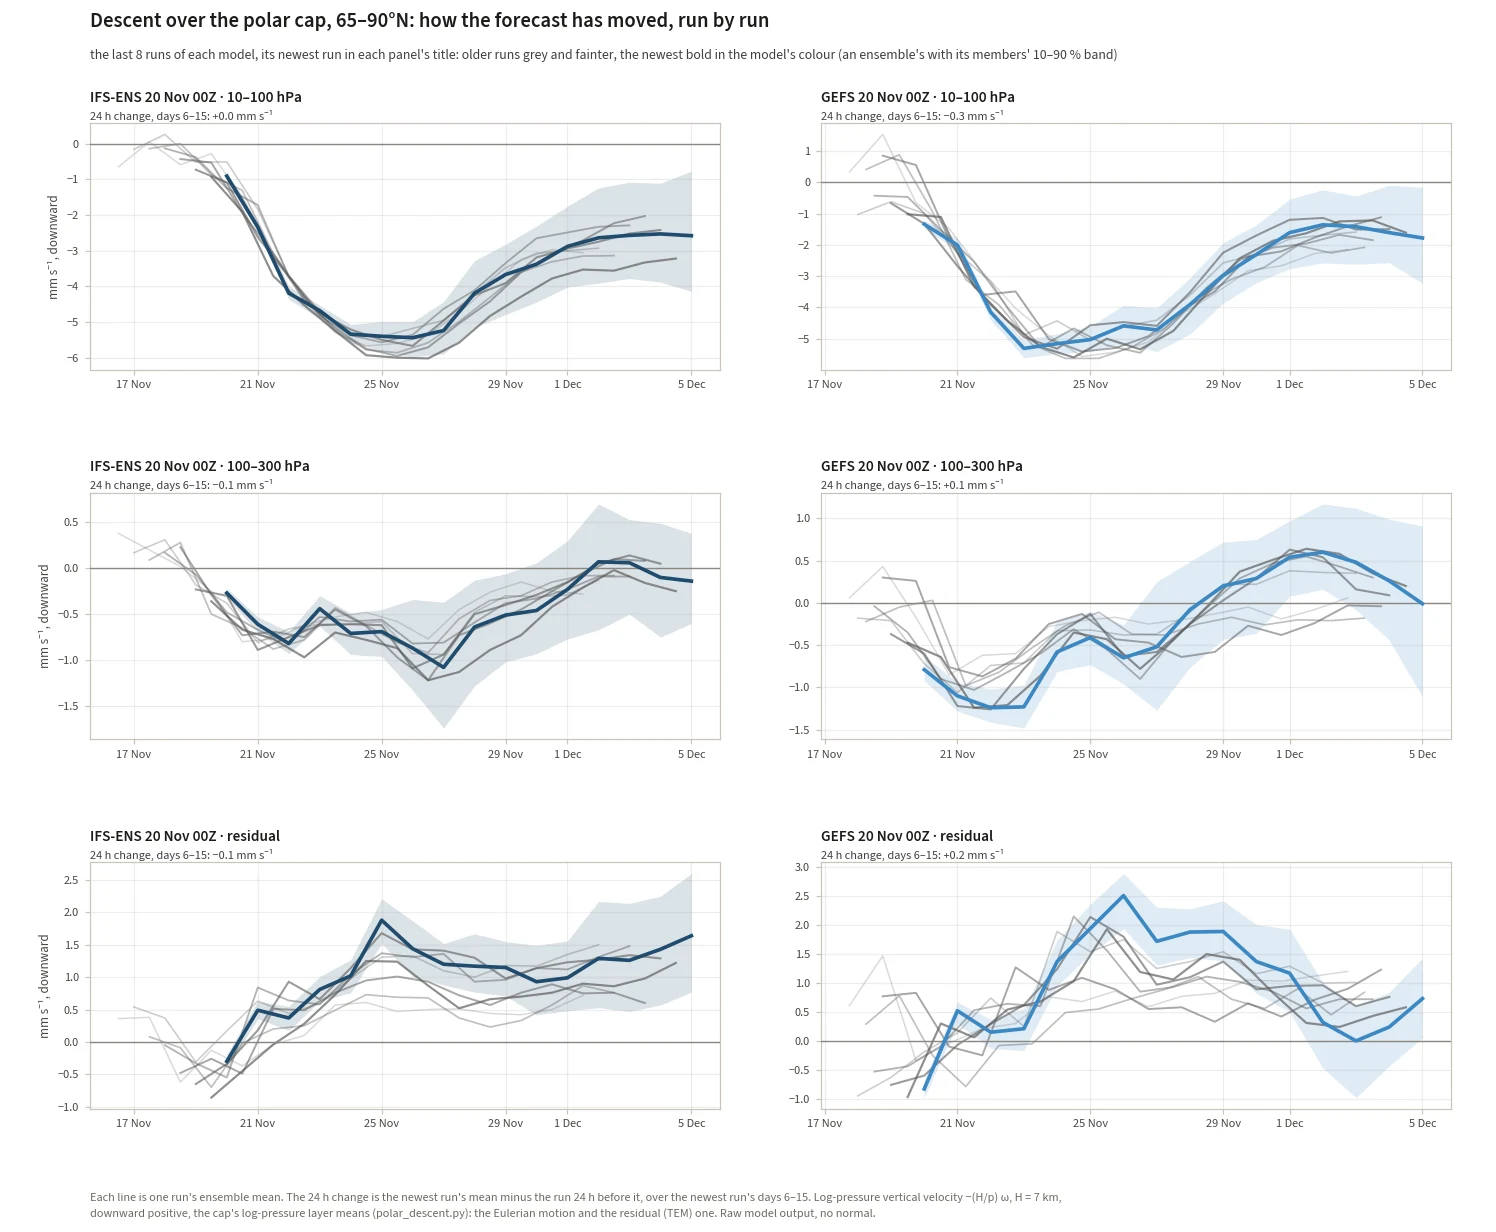 Descent over the polar cap, 65–90°N: how the forecast has moved, run by run
the last 8 runs of each model, its newest run in each panel's title: older runs grey and fainter, the newest bold in the model's colour (an ensemble's with its members' 10–90 % band)
IFS-ENS 20 Nov 00Z · 10–100 hPa
24 h change, days 6–15: +0.0 mm s⁻¹
mm s⁻¹, downward
0
−1
−2
−3
−4
−5
−6
17 Nov 21 Nov 25 Nov 29 Nov 1 Dec 5 Dec
GEFS 20 Nov 00Z · 10–100 hPa
24 h change, days 6–15: −0.3 mm s⁻¹
1
0
−1
−2
−3
−4
−5
17 Nov 21 Nov 25 Nov 29 Nov 1 Dec 5 Dec
IFS-ENS 20 Nov 00Z · 100–300 hPa
24 h change, days 6–15: −0.1 mm s⁻¹
mm s⁻¹, downward
0.5
0.0
−0.5
−1.0
−1.5
17 Nov 21 Nov 25 Nov 29 Nov 1 Dec 5 Dec
GEFS 20 Nov 00Z · 100–300 hPa
24 h change, days 6–15: +0.1 mm s⁻¹
1.0
0.5
0.0
−0.5
−1.0
−1.5
17 Nov 21 Nov 25 Nov 29 Nov 1 Dec 5 Dec
IFS-ENS 20 Nov 00Z · residual
24 h change, days 6–15: −0.1 mm s⁻¹
mm s⁻¹, downward
2.5
2.0
1.5
1.0
0.5
0.0
−0.5
−1.0
17 Nov 21 Nov 25 Nov 29 Nov 1 Dec 5 Dec
GEFS 20 Nov 00Z · residual
24 h change, days 6–15: +0.2 mm s⁻¹
3.0
2.5
2.0
1.5
1.0
0.5
0.0
−0.5
−1.0
17 Nov 21 Nov 25 Nov 29 Nov 1 Dec 5 Dec
Each line is one run's ensemble mean. The 24 h change is the newest run's mean minus the run 24 h before it, over the newest run's days 6–15. Log-pressure vertical velocity −(H/p) ω, H = 7 km,
downward positive, the cap's log-pressure layer means (polar_descent.py): the Eulerian motion and the residual (TEM) one. Raw model output, no normal.